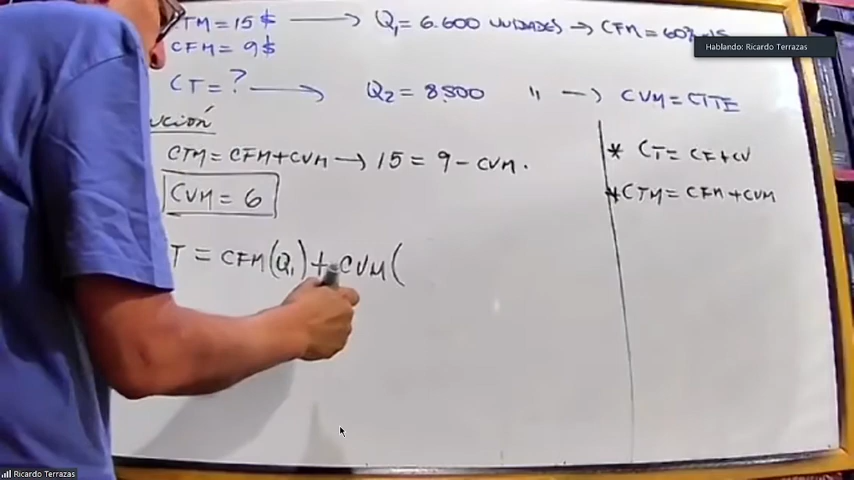 TM = 15 $ → Q1 = 6.600 UNIDADES → CFM = 60%
Hablando: Ricardo Terrazas
CFM = 9 $
CT = ? → Q2 = 8.500 " → CVM = CTTE
ución
CTM = CFM + CVM → 15 = 9 - CVM.
CVM = 6
T = CFM(Q1) + CVM(
* CT = CF + CV
* CTM = CFM + CVM
Ricardo Terrazas